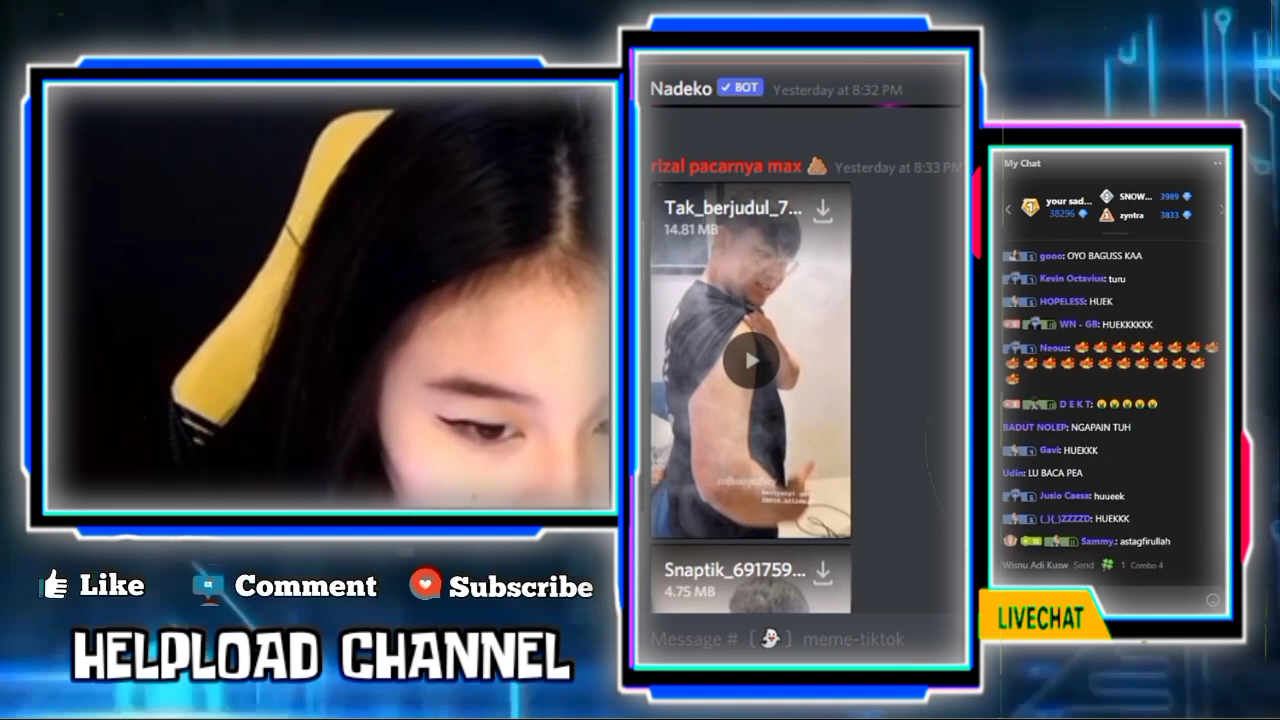 Nadeko ✓ BOT Yesterday at 8:32 PM
rizal pacarnya max Yesterday at 8:33 PM
Tak_berjudul_7...
14.81 MB
Snaptik_691759...
4.75 MB
Message # [👻] meme-tiktok
My Chat
1 your sad... 38296
2 SNOW... 3989
3 zyntra 3833
gooo: OYO BAGUSS KAA
Kevin Octavius: turu
HOPELESS: HUEK
WN - GB: HUEKKKKK
Neouz:
D E K T:
BADUT NOLEP: NGAPAIN TUH
Gavi: HUEKKK
Udin: LU BACA PEA
Jusio Caesa: huueek
(_)(_)ZZZZD: HUEKKK
Sammy.: astagfirullah
Wisnu Adi Kusw Send 1 Combo 4
LIVECHAT
Like
Comment
Subscribe
HELPLOAD CHANNEL